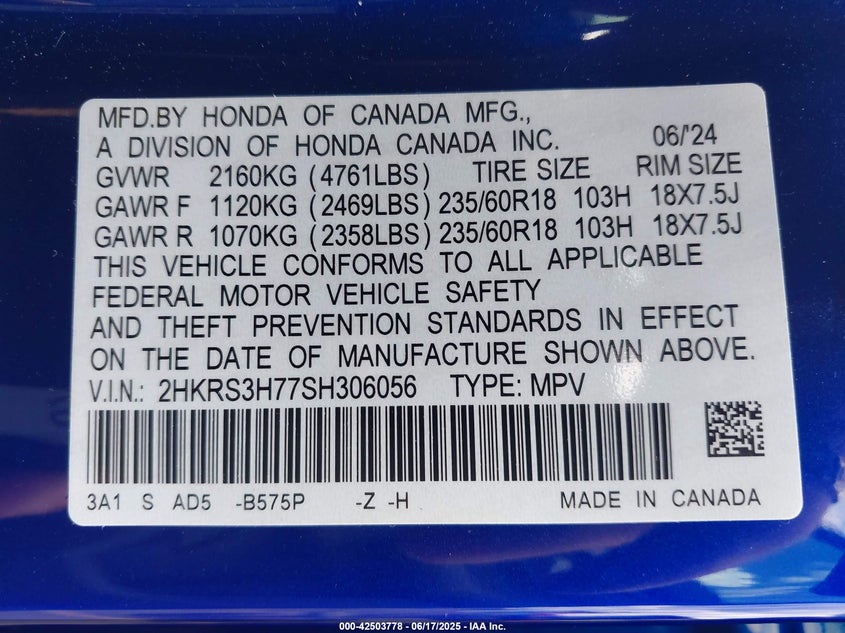 MFD.BY HONDA OF CANADA MFG.,
A DIVISION OF HONDA CANADA INC. 06/'24
GVWR 2160KG (4761LBS) TIRE SIZE RIM SIZE
GAWR F 1120KG (2469LBS) 235/60R18 103H 18X7.5J
GAWR R 1070KG (2358LBS) 235/60R18 103H 18X7.5J
THIS VEHICLE CONFORMS TO ALL APPLICABLE
FEDERAL MOTOR VEHICLE SAFETY
AND THEFT PREVENTION STANDARDS IN EFFECT
ON THE DATE OF MANUFACTURE SHOWN ABOVE.
V.I.N.: 2HKRS3H77SH306056 TYPE: MPV
3A1 S AD5 -B575P -Z -H MADE IN CANADA
000-42503778 - 06/17/2025 - IAA Inc.